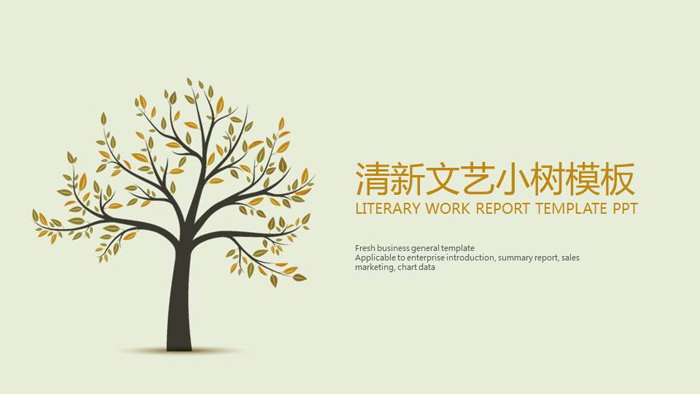 清新文艺小树模板
LITERARY WORK REPORT TEMPLATE PPT
Fresh business general template
Applicable to enterprise introduction, summary report, sales
marketing, chart data